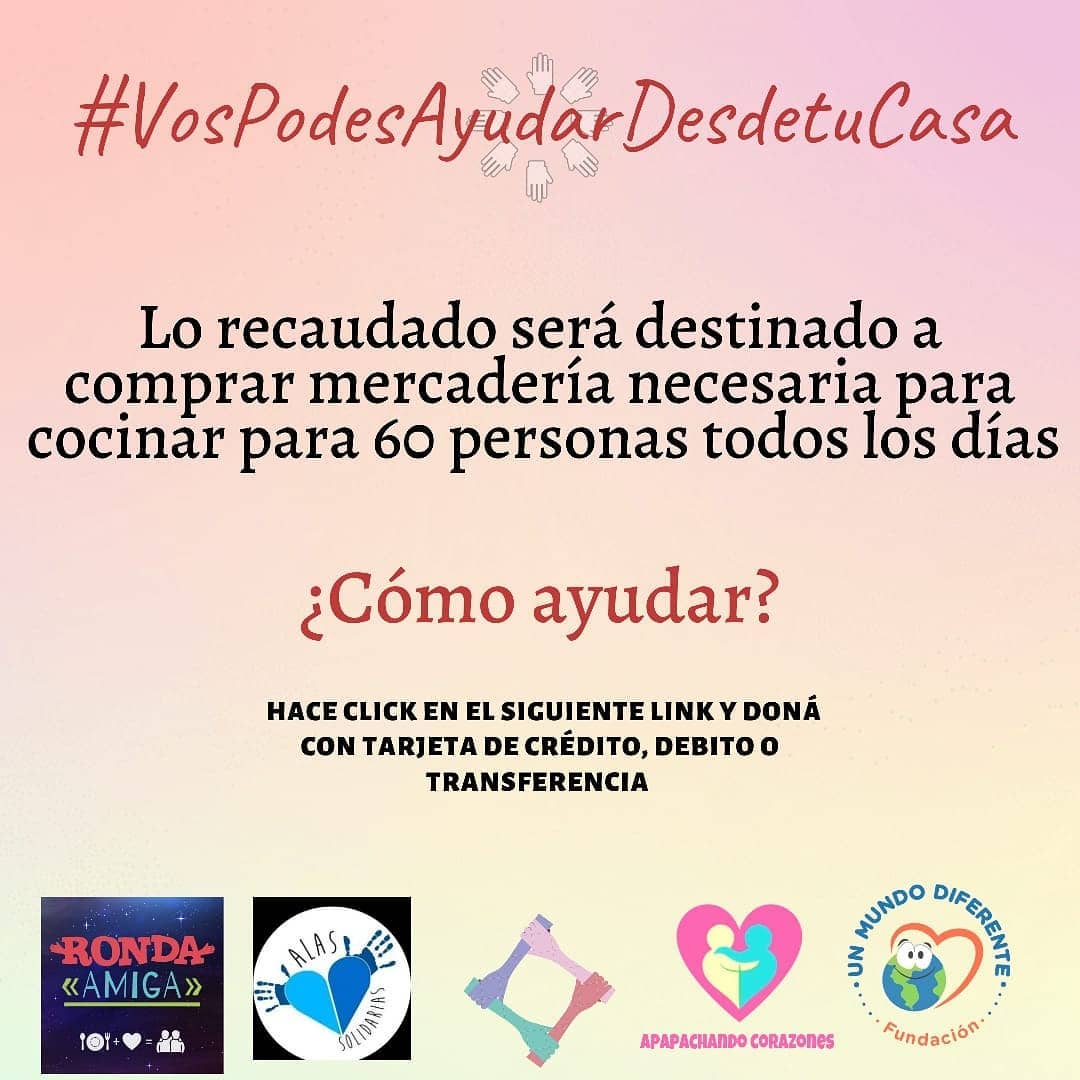 #VosPodesAyudarDesdetuCasa
Lo recaudado será destinado a
comprar mercadería necesaria para
cocinar para 60 personas todos los días
¿Cómo ayudar?
HACE CLICK EN EL SIGUIENTE LINK Y DONÁ
CON TARJETA DE CRÉDITO, DEBITO O
TRANSFERENCIA
RONDA
«AMIGA»
+ =
ALAS
SOLIDARIAS
APAPACHANDO CORAZONES
UN MUNDO DIFERENTE
Fundación